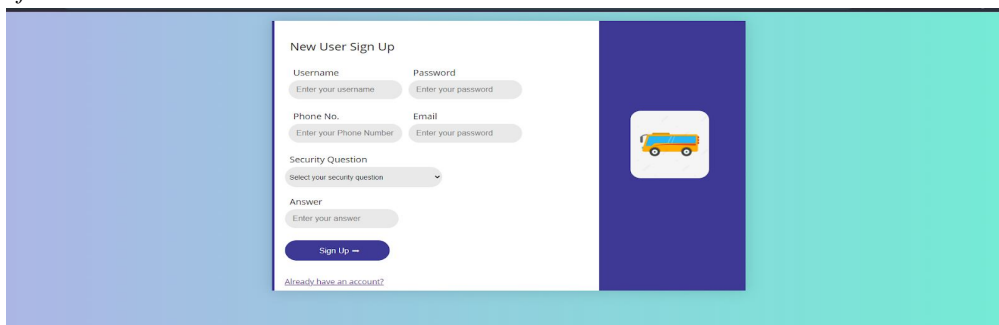 New User Sign Up
Username Password
Enter your username Enter your password
Phone No. Email
Enter your Phone Number Enter your password
Security Question
Select your security question
Answer
Enter your answer
Sign Up
Already have an account?